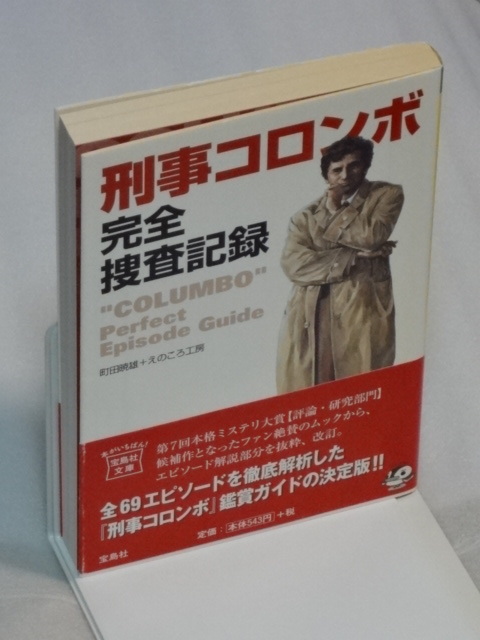 刑事コロンボ
完全
捜査記録
"COLUMBO"
Perfect
Episode Guide
町田暁雄+えのころ工房
本がいちばん!
宝島社
文庫
第7回本格ミステリ大賞【評論・研究部門】
候補作となったファン絶賛のムックから、
エピソード解説部分を抜粋、改訂。
全69エピソードを徹底解析した
『刑事コロンボ』鑑賞ガイドの決定版!!
定価:本体543円+税
宝島社